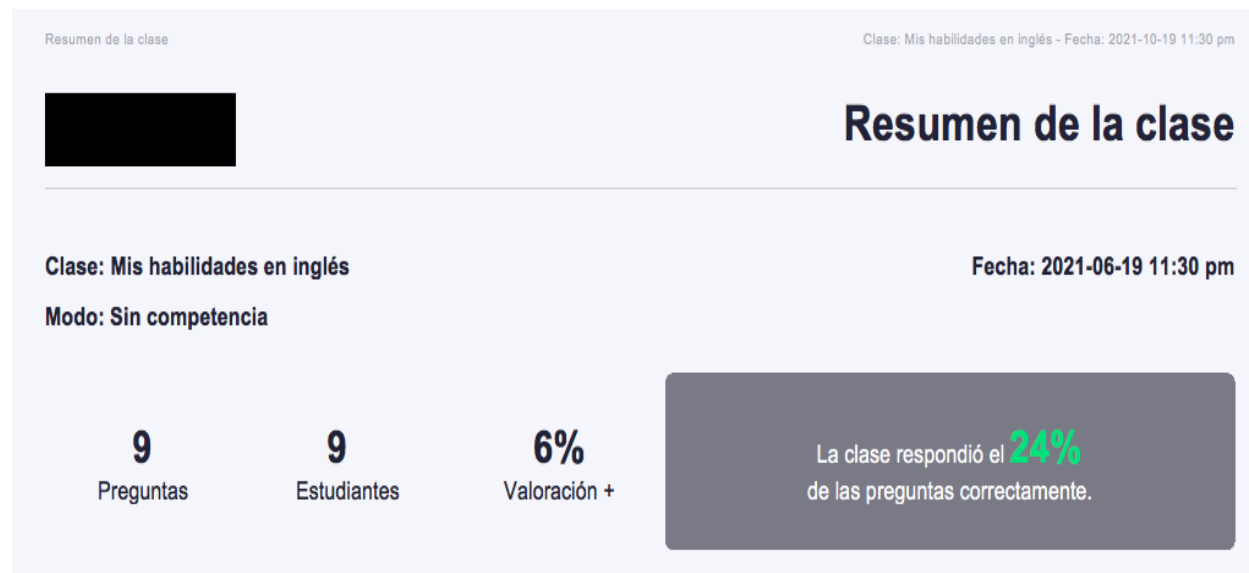 Resumen de la clase
Clase: Mis habilidades en inglés - Fecha: 2021-10-19 11:30 pm
Resumen de la clase
Clase: Mis habilidades en inglés
Fecha: 2021-06-19 11:30 pm
Modo: Sin competencia
9
Preguntas
9
Estudiantes
6%
Valoración +
La clase respondió el 24%
de las preguntas correctamente.